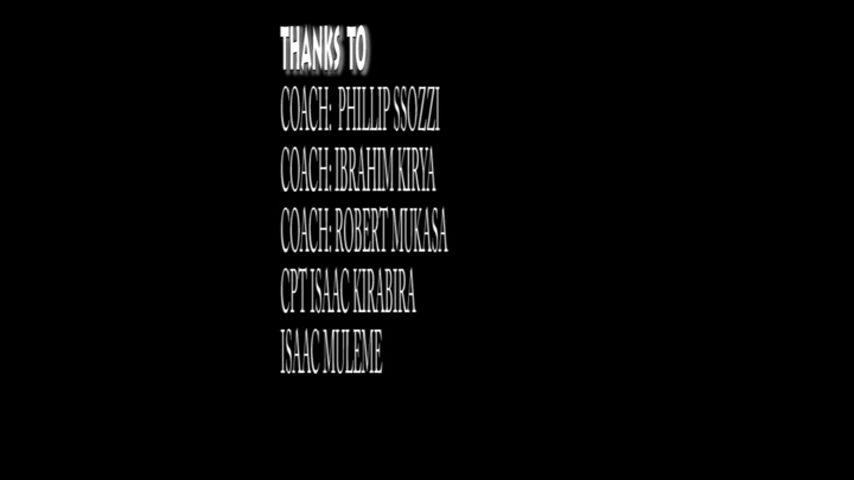 THANKS TO
COACH: PHILLIP SSOZZI
COACH: IBRAHIM KIRYA
COACH: ROBERT MUKASA
CPT ISAAC KIRABIRA
ISAAC MULEME